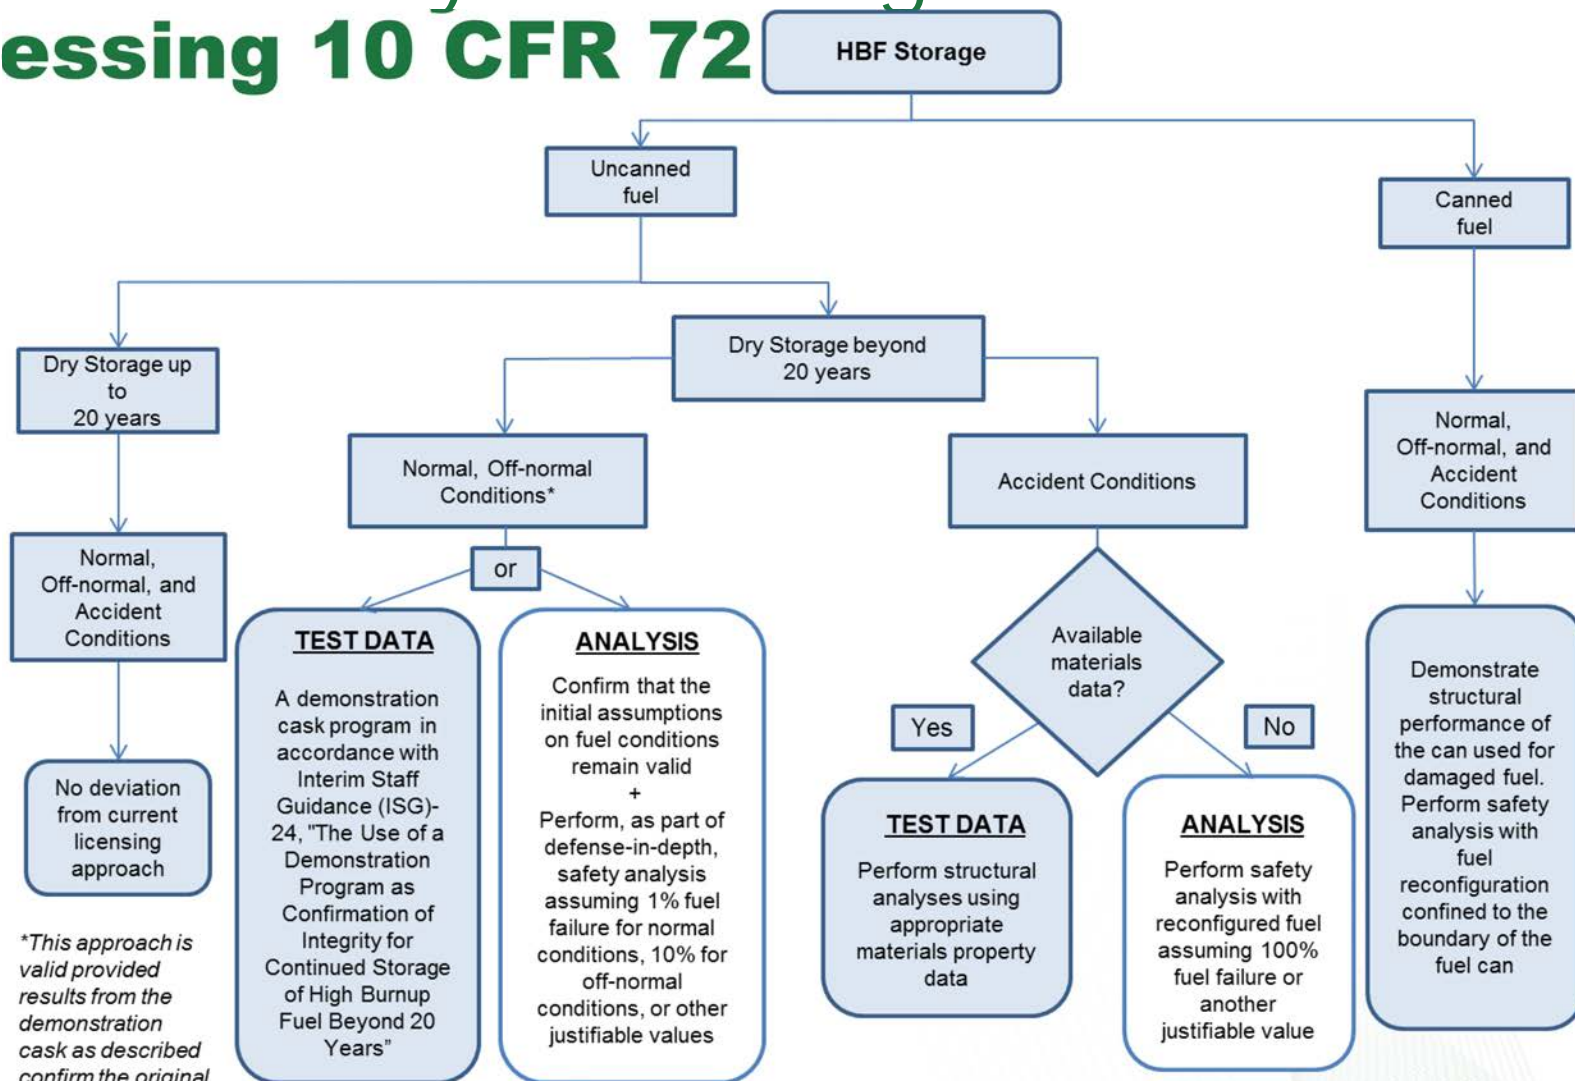 essing 10 CFR 72
HBF Storage
Uncanned
fuel
Canned
fuel
Dry Storage up
to
20 years
Dry Storage beyond
20 years
Normal, Off-normal
Conditions*
Accident Conditions
Normal,
Off-normal, and
Accident
Conditions
Normal,
Off-normal, and
Accident
Conditions
or
Available
materials
data?
Yes
No
No deviation
from current
licensing
approach
TEST DATA
A demonstration
cask program in
accordance with
Interim Staff
Guidance (ISG)-
24, "The Use of a
Demonstration
Program as
Confirmation of
Integrity for
Continued Storage
of High Burnup
Fuel Beyond 20
Years”
ANALYSIS
Confirm that the
initial assumptions
on fuel conditions
remain valid
+
Perform, as part of
defense-in-depth,
safety analysis
assuming 1% fuel
failure for normal
conditions, 10% for
off-normal
conditions, or other
justifiable values
TEST DATA
Perform structural
analyses using
appropriate
materials property
data
ANALYSIS
Perform safety
analysis with
reconfigured fuel
assuming 100%
fuel failure or
another
justifiable value
Demonstrate
structural
performance of
the can used for
damaged fuel.
Perform safety
analysis with
fuel
reconfiguration
confined to the
boundary of the
fuel can
*This approach is
valid provided
results from the
demonstration
cask as described
confirm the original